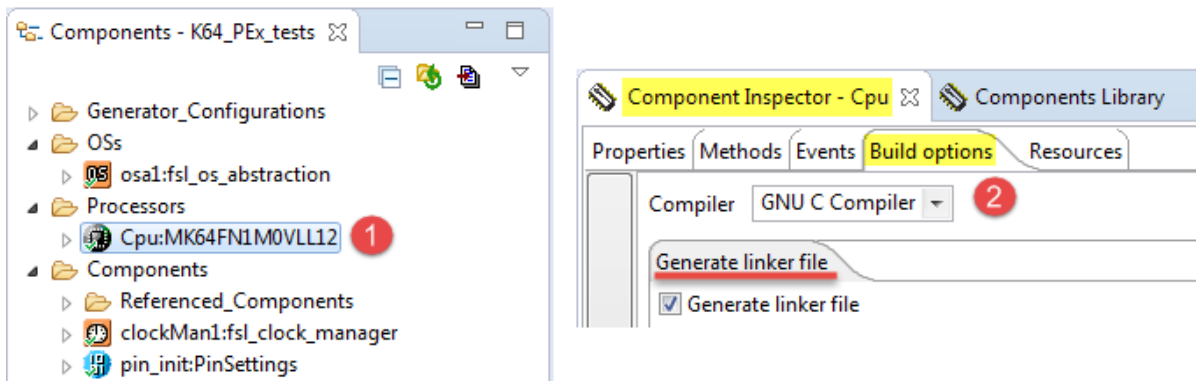 Components - K64_PEx_tests
Generator_Configurations
OSs
OS osa1:fsl_os_abstraction
Processors
Cpu:MK64FN1M0VLL12 1
Components
Referenced_Components
clockMan1:fsl_clock_manager
pin_init:PinSettings
Component Inspector - Cpu Components Library
Properties Methods Events Build options Resources
Compiler GNU C Compiler 2
Generate linker file
Generate linker file